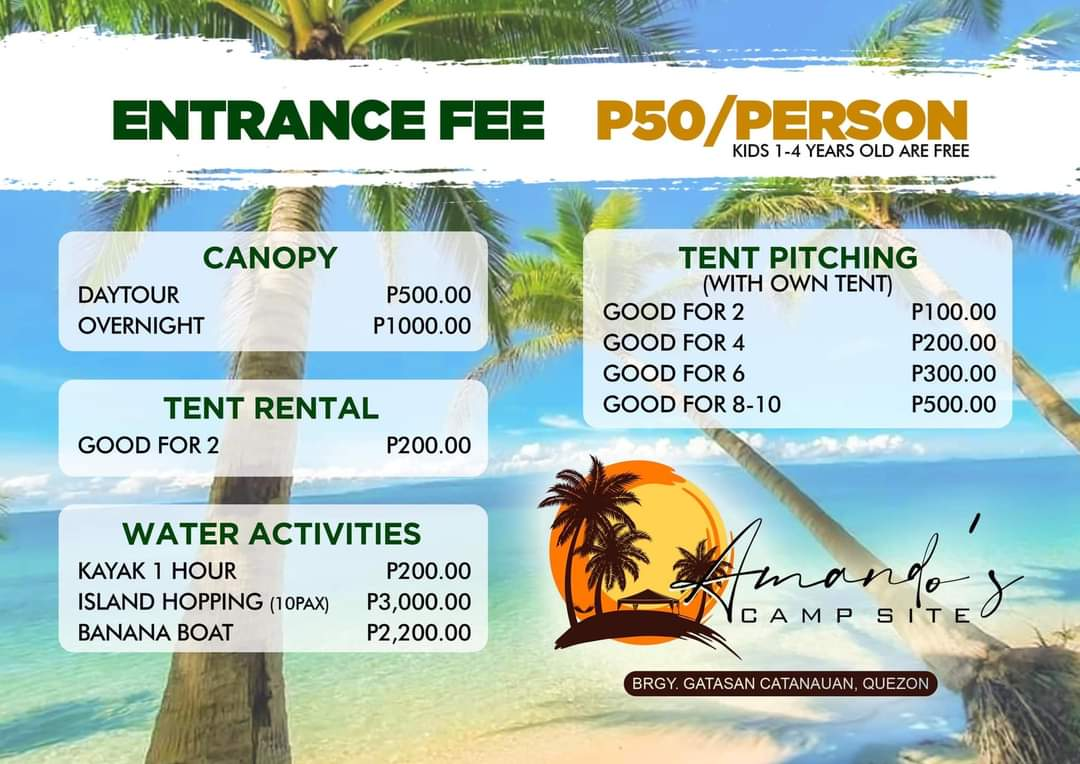 ENTRANCE FEE P50/PERSON
KIDS 1-4 YEARS OLD ARE FREE
CANOPY
DAYTOUR P500.00
OVERNIGHT P1000.00
TENT RENTAL
GOOD FOR 2 P200.00
WATER ACTIVITIES
KAYAK 1 HOUR P200.00
ISLAND HOPPING (10PAX) P3,000.00
BANANA BOAT P2,200.00
TENT PITCHING
(WITH OWN TENT)
GOOD FOR 2 P100.00
GOOD FOR 4 P200.00
GOOD FOR 6 P300.00
GOOD FOR 8-10 P500.00
Amando's
CAMP SITE
BRGY. GATASAN CATANAUAN, QUEZON